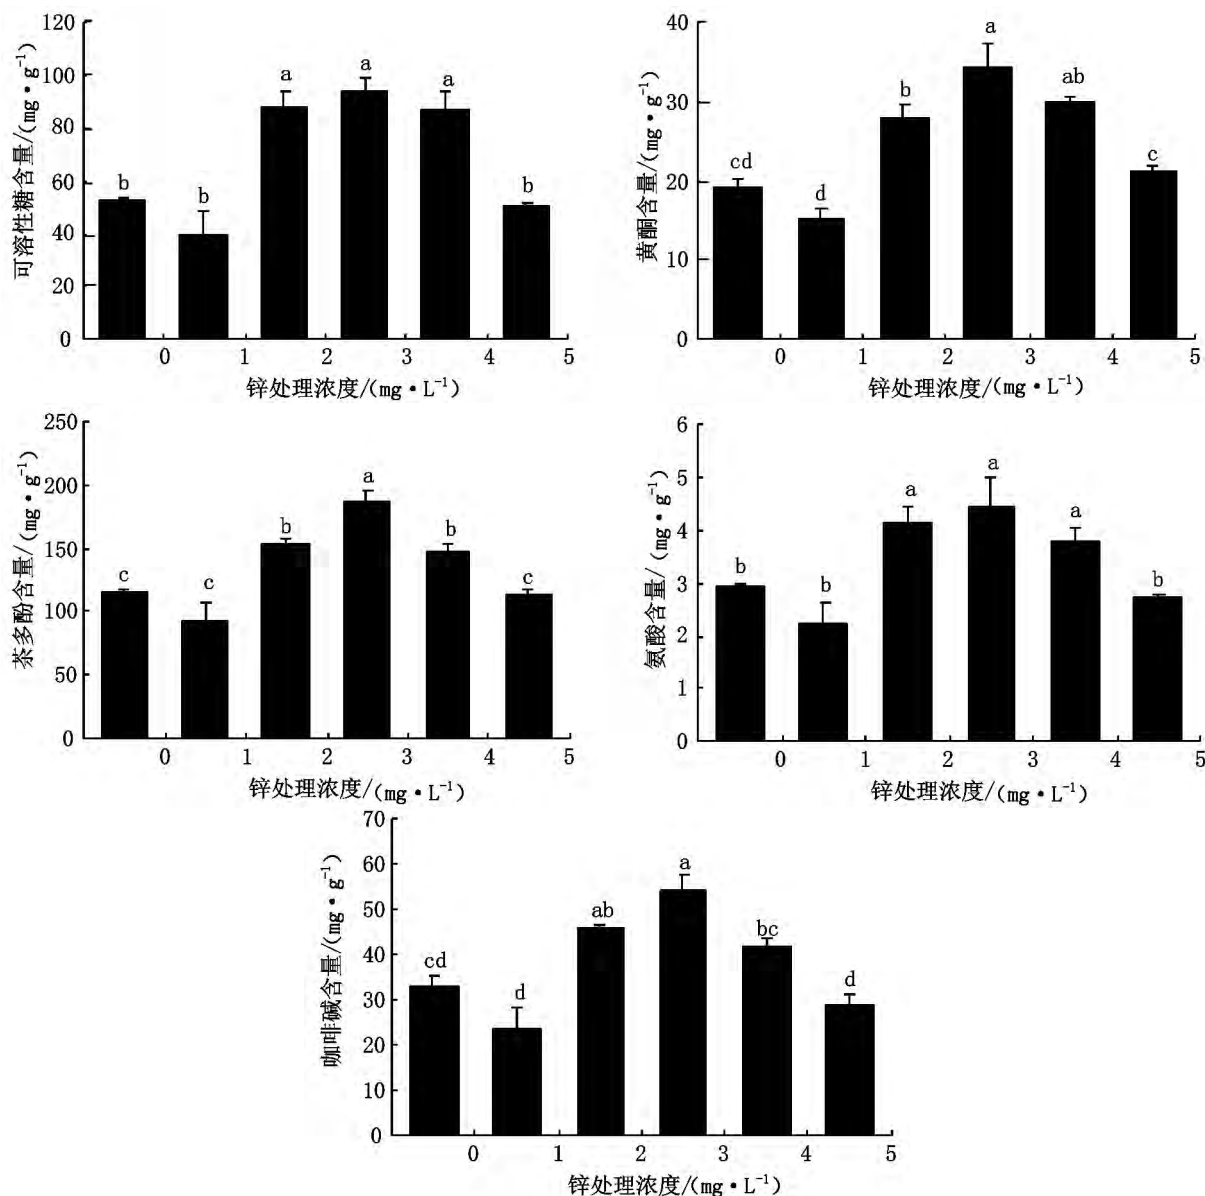 可溶性糖含量/(mg·g⁻¹)
120
100
80
60
40
20
0
b
b
a
a
a
b
0 1 2 3 4 5
锌处理浓度/(mg·L⁻¹)
黄酮含量/(mg·g⁻¹)
40
30
20
10
0
cd
d
b
a
ab
c
0 1 2 3 4 5
锌处理浓度/(mg·L⁻¹)
茶多酚含量/(mg·g⁻¹)
250
200
150
100
50
0
c
c
b
a
b
c
0 1 2 3 4 5
锌处理浓度/(mg·L⁻¹)
氨酸含量/(mg·g⁻¹)
6
5
4
3
2
1
0
b
b
a
a
a
b
0 1 2 3 4 5
锌处理浓度/(mg·L⁻¹)
咖啡碱含量/(mg·g⁻¹)
70
60
50
40
30
20
10
0
cd
d
ab
a
bc
d
0 1 2 3 4 5
锌处理浓度/(mg·L⁻¹)